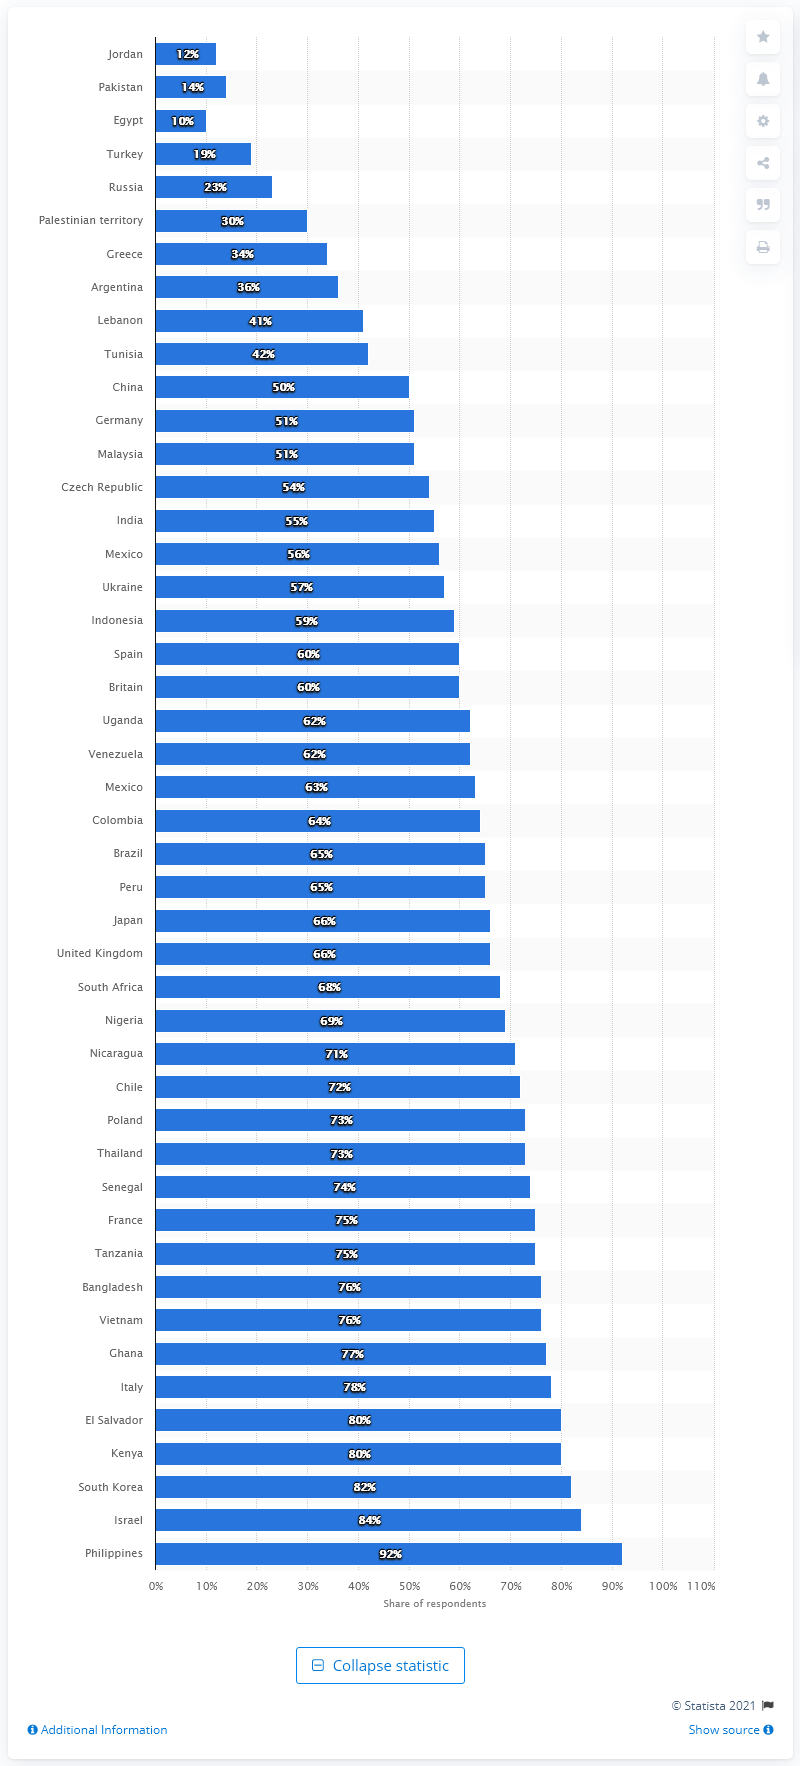 Jordan 12%
Pakistan 14%
Egypt 10%
Turkey 19%
Russia 23%
Palestinian territory 30%
Greece 34%
Argentina 36%
Lebanon 41%
Tunisia 42%
China 50%
Germany 51%
Malaysia 51%
Czech Republic 54%
India 55%
Mexico 56%
Ukraine 57%
Indonesia 59%
Spain 60%
Britain 60%
Uganda 62%
Venezuela 62%
Mexico 63%
Colombia 64%
Brazil 65%
Peru 65%
Japan 66%
United Kingdom 66%
South Africa 68%
Nigeria 69%
Nicaragua 71%
Chile 72%
Poland 73%
Thailand 73%
Senegal 74%
France 75%
Tanzania 75%
Bangladesh 76%
Vietnam 76%
Ghana 77%
Italy 78%
El Salvador 80%
Kenya 80%
South Korea 82%
Israel 84%
Philippines 92%
0% 10% 20% 30% 40% 50% 60% 70% 80% 90% 100% 110%
Share of respondents
Collapse statistic
© Statista 2021
Additional Information Show source